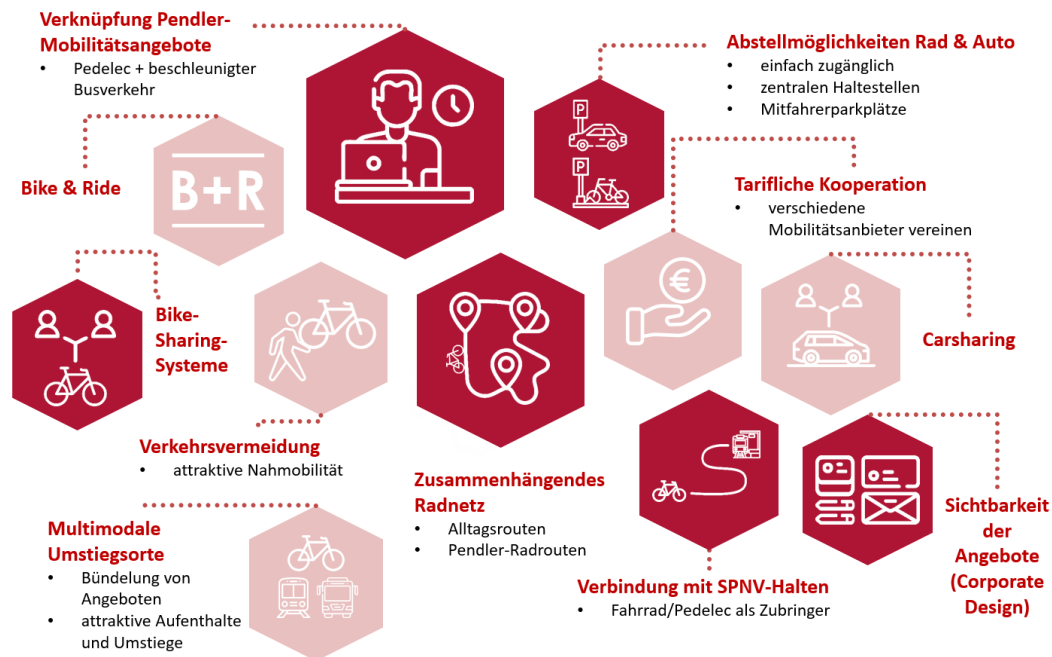 Verknüpfung Pendler-
Mobilitätsangebote
• Pedelec + beschleunigter
Busverkehr
Abstellmöglichkeiten Rad & Auto
• einfach zugänglich
• zentralen Haltestellen
• Mitfahrerparkplätze
P
P
Bike & Ride
B+R
Tarifliche Kooperation
• verschiedene
Mobilitätsanbieter vereinen
€
Bike-
Sharing-
Systeme
Carsharing
Verkehrsvermeidung
• attraktive Nahmobilität
Zusammenhängendes
Radnetz
• Alltagsrouten
• Pendler-Radrouten
Sichtbarkeit
der
Angebote
(Corporate
Design)
Multimodale
Umstiegsorte
• Bündelung von
Angeboten
• attraktive Aufenthalte
und Umstiege
Verbindung mit SPNV-Halten
• Fahrrad/Pedelec als Zubringer